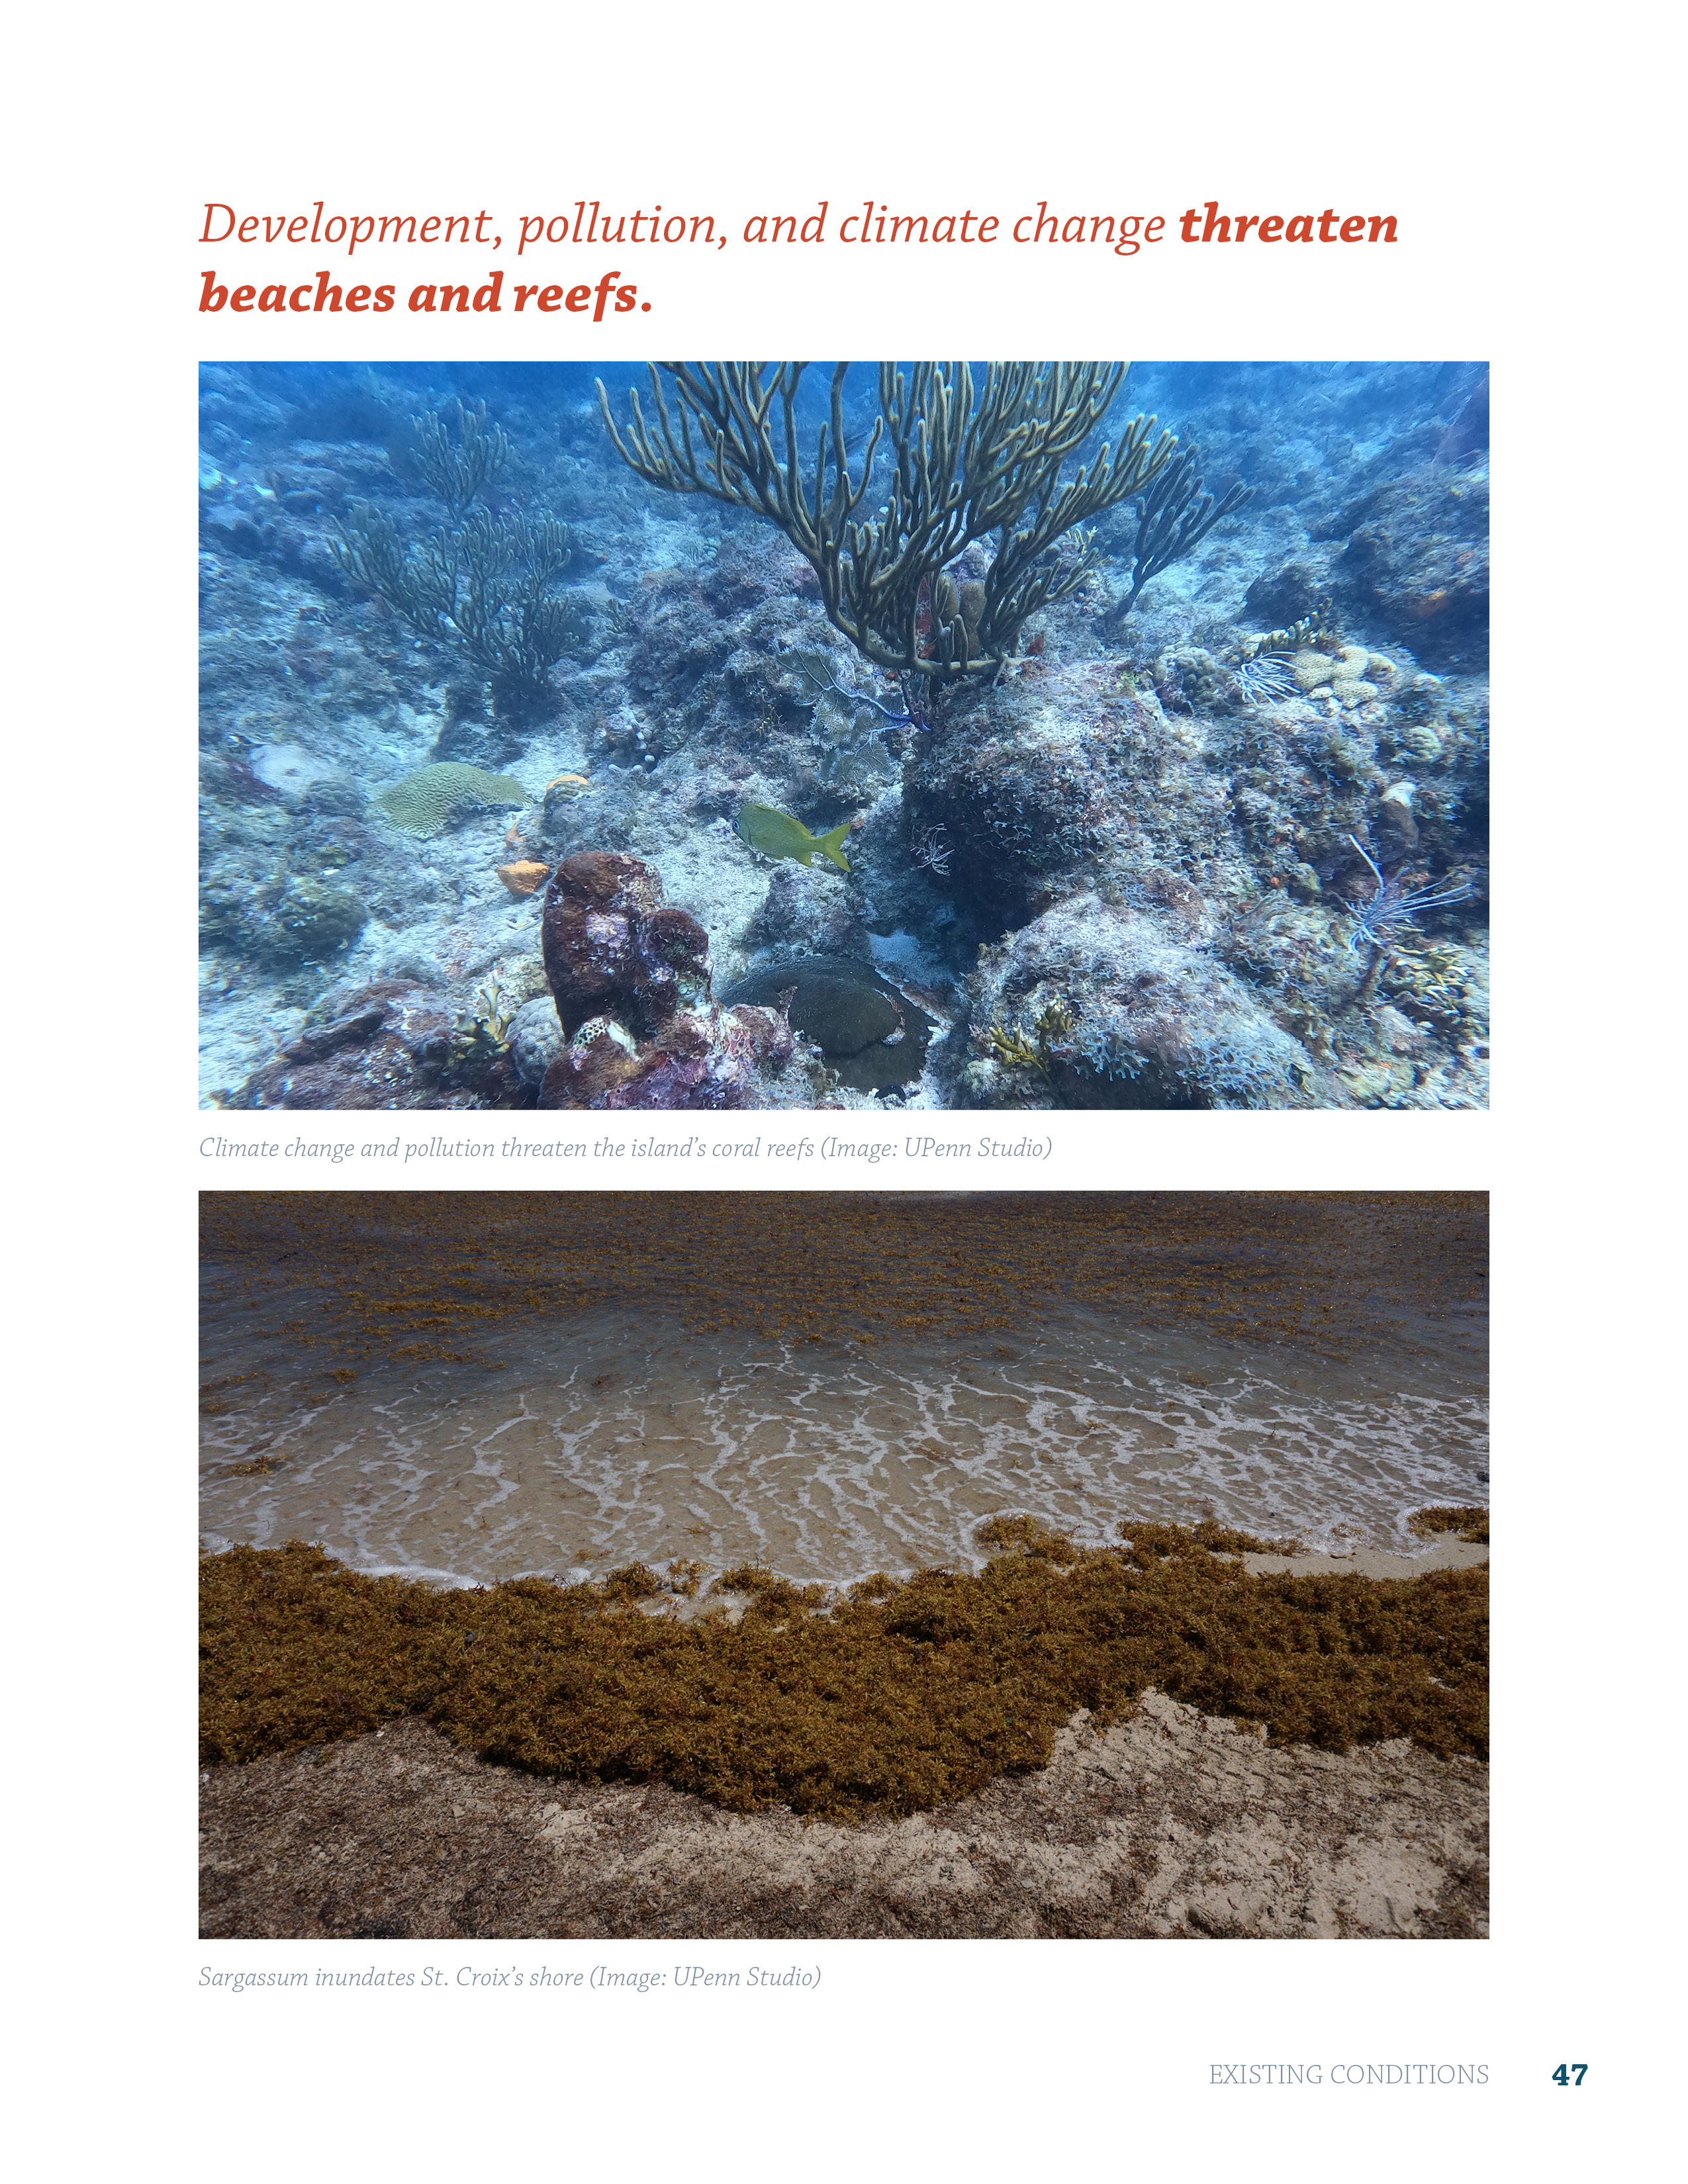 Development, pollution, and climate change threaten
beaches and reefs.
Climate change and pollution threaten the island’s coral reefs (Image: UPenn Studio)
Sargassum inundates St. Croix’s shore (Image: UPenn Studio)
EXISTING CONDITIONS 47